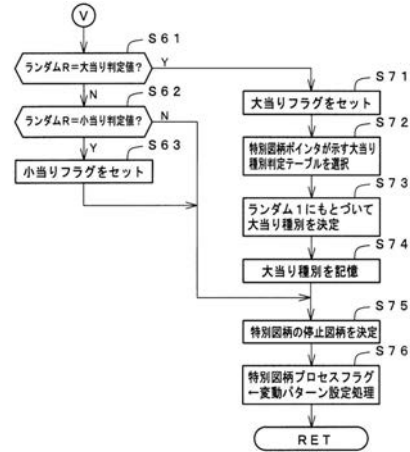 V
S61
ランダムR=大当り判定値?
Y
N
S62
ランダムR=小当り判定値?
N
Y
S63
小当りフラグをセット
S71
大当りフラグをセット
S72
特別図柄ポインタが示す大当り
種別判定テーブルを選択
S73
ランダム1にもとづいて
大当り種別を決定
S74
大当り種別を記憶
S75
特別図柄の停止図柄を決定
S76
特別図柄プロセスフラグ
←変動パターン設定処理
RET